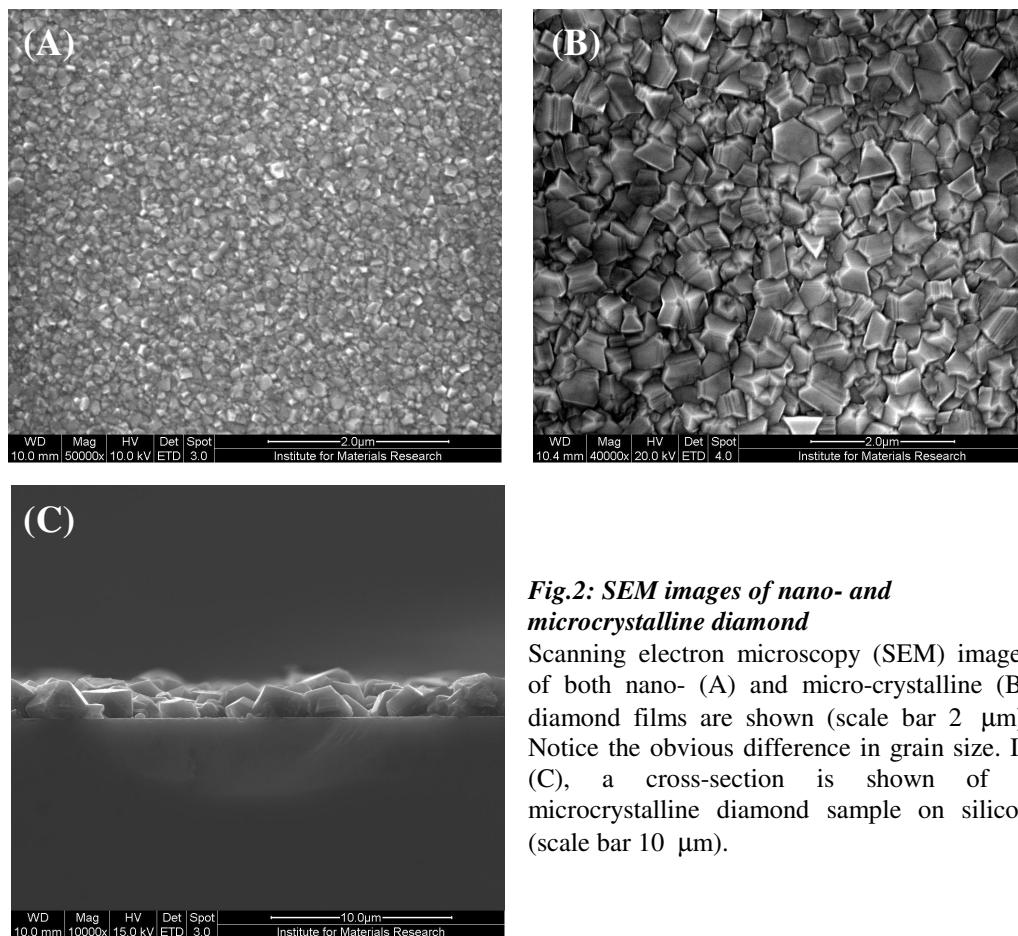 (A)
WD Mag HV Det Spot 2.0µm
10.0 mm 50000x 10.0 kV ETD 3.0 Institute for Materials Research
(B)
WD Mag HV Det Spot 2.0µm
10.4 mm 40000x 20.0 kV ETD 4.0 Institute for Materials Research
(C)
WD Mag HV Det Spot 10.0µm
10.0 mm 10000x 15.0 kV ETD 3.0 Institute for Materials Research
Fig.2: SEM images of nano- and
microcrystalline diamond
Scanning electron microscopy (SEM) image
of both nano- (A) and micro-crystalline (B
diamond films are shown (scale bar 2 µm)
Notice the obvious difference in grain size. I
(C), a cross-section is shown of
microcrystalline diamond sample on silico
(scale bar 10 µm).